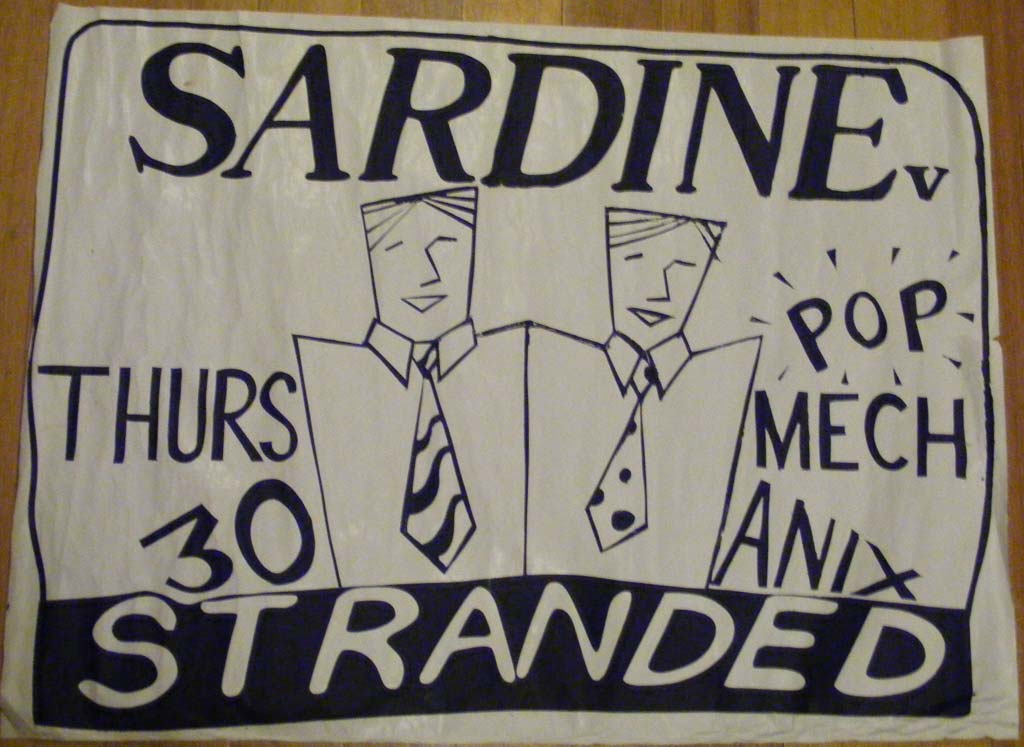 SARDINE v
THURS
30
POP
MECH
ANIX
STRANDED